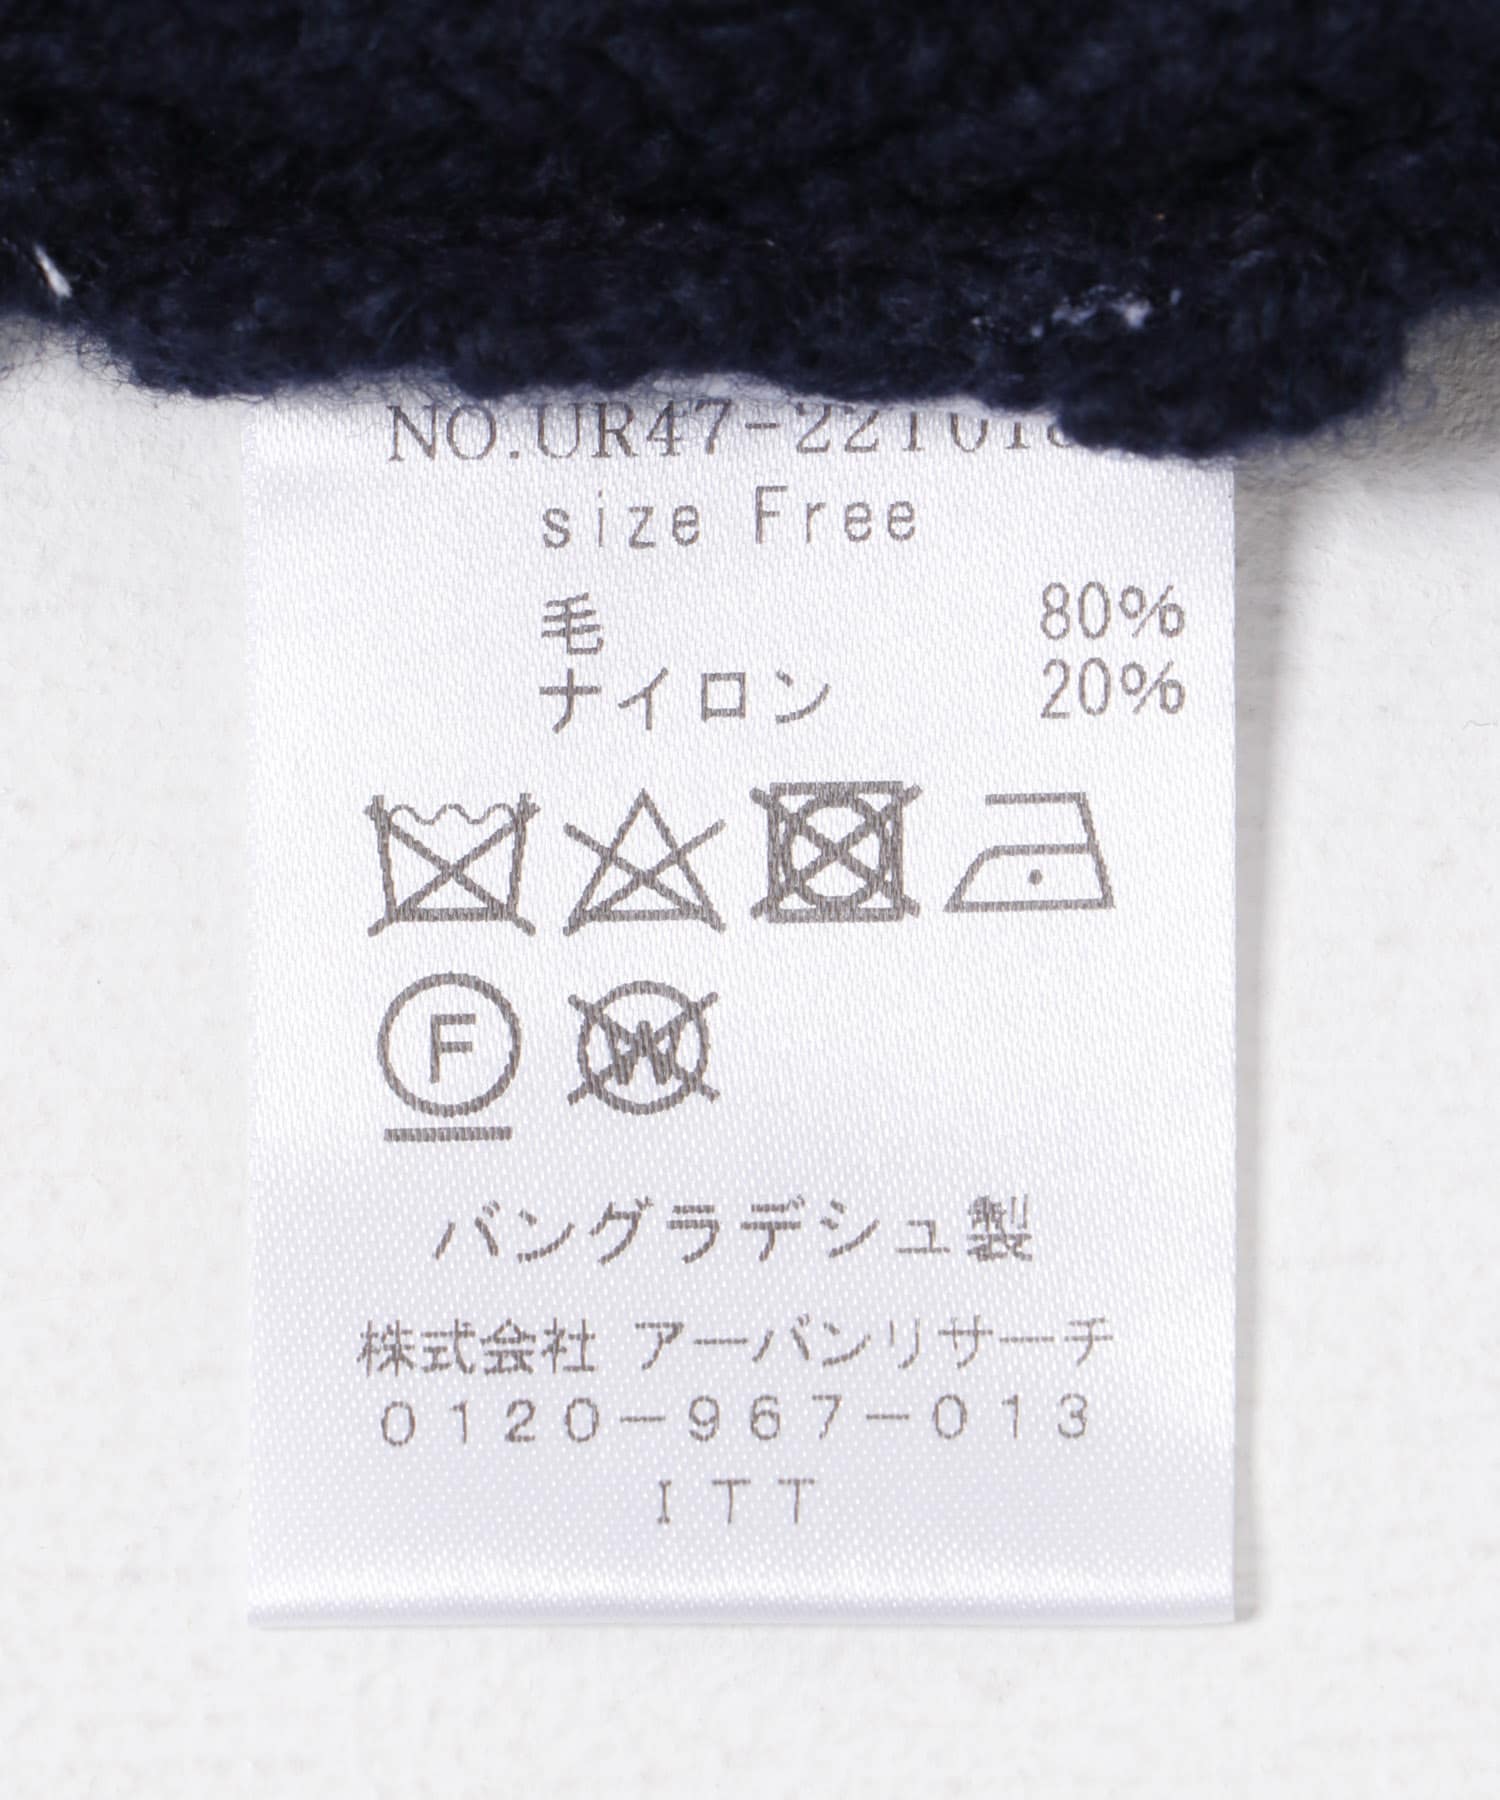 size Free
毛 80%
ナイロン 20%
F
W
バングラデシュ製
株式会社 アーバンリサーチ
0120-967-013
ITT